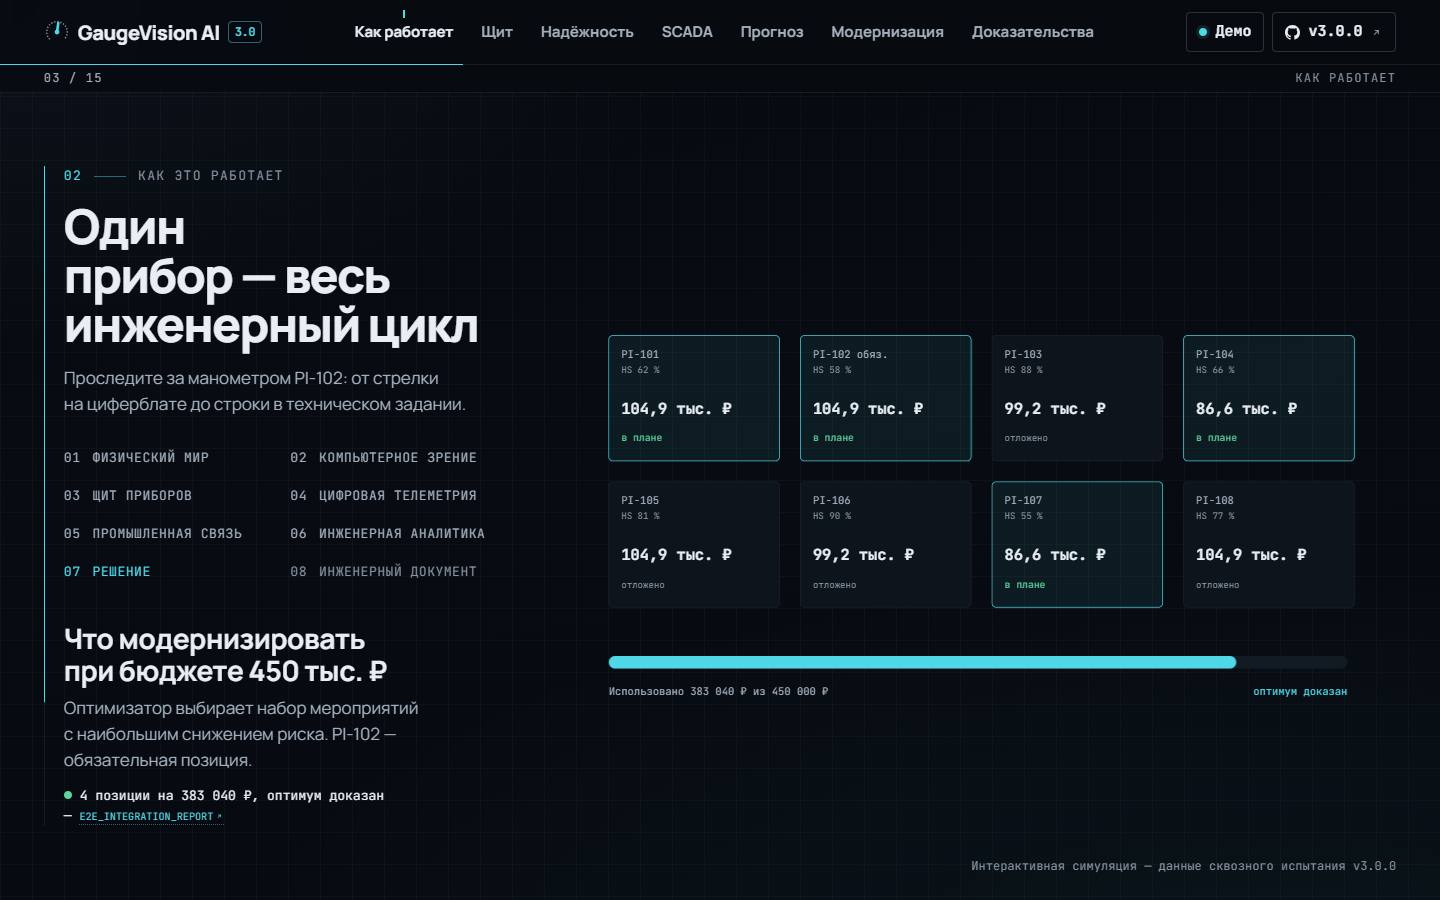 GaugeVision AI 3.0
Как работает Щит Надёжность SCADA Прогноз Модернизация Доказательства
Демо v3.0.0 ↗
03 / 15
КАК РАБОТАЕТ
02 КАК ЭТО РАБОТАЕТ
Один
прибор — весь
инженерный цикл
Проследите за манометром PI-102: от стрелки
на циферблате до строки в техническом задании.
01 ФИЗИЧЕСКИЙ МИР
02 КОМПЬЮТЕРНОЕ ЗРЕНИЕ
03 ЩИТ ПРИБОРОВ
04 ЦИФРОВАЯ ТЕЛЕМЕТРИЯ
05 ПРОМЫШЛЕННАЯ СВЯЗЬ
06 ИНЖЕНЕРНАЯ АНАЛИТИКА
07 РЕШЕНИЕ
08 ИНЖЕНЕРНЫЙ ДОКУМЕНТ
Что модернизировать
при бюджете 450 тыс. ₽
Оптимизатор выбирает набор мероприятий
с наибольшим снижением риска. PI-102 —
обязательная позиция.
4 позиции на 383 040 ₽, оптимум доказан
— E2E_INTEGRATION_REPORT ↗
PI-101
HS 62 %
104,9 тыс. ₽
в плане
PI-102 обяз.
HS 58 %
104,9 тыс. ₽
в плане
PI-103
HS 88 %
99,2 тыс. ₽
отложено
PI-104
HS 66 %
86,6 тыс. ₽
в плане
PI-105
HS 81 %
104,9 тыс. ₽
отложено
PI-106
HS 90 %
99,2 тыс. ₽
отложено
PI-107
HS 55 %
86,6 тыс. ₽
в плане
PI-108
HS 77 %
104,9 тыс. ₽
отложено
Использовано 383 040 ₽ из 450 000 ₽
оптимум доказан
Интерактивная симуляция — данные сквозного испытания v3.0.0